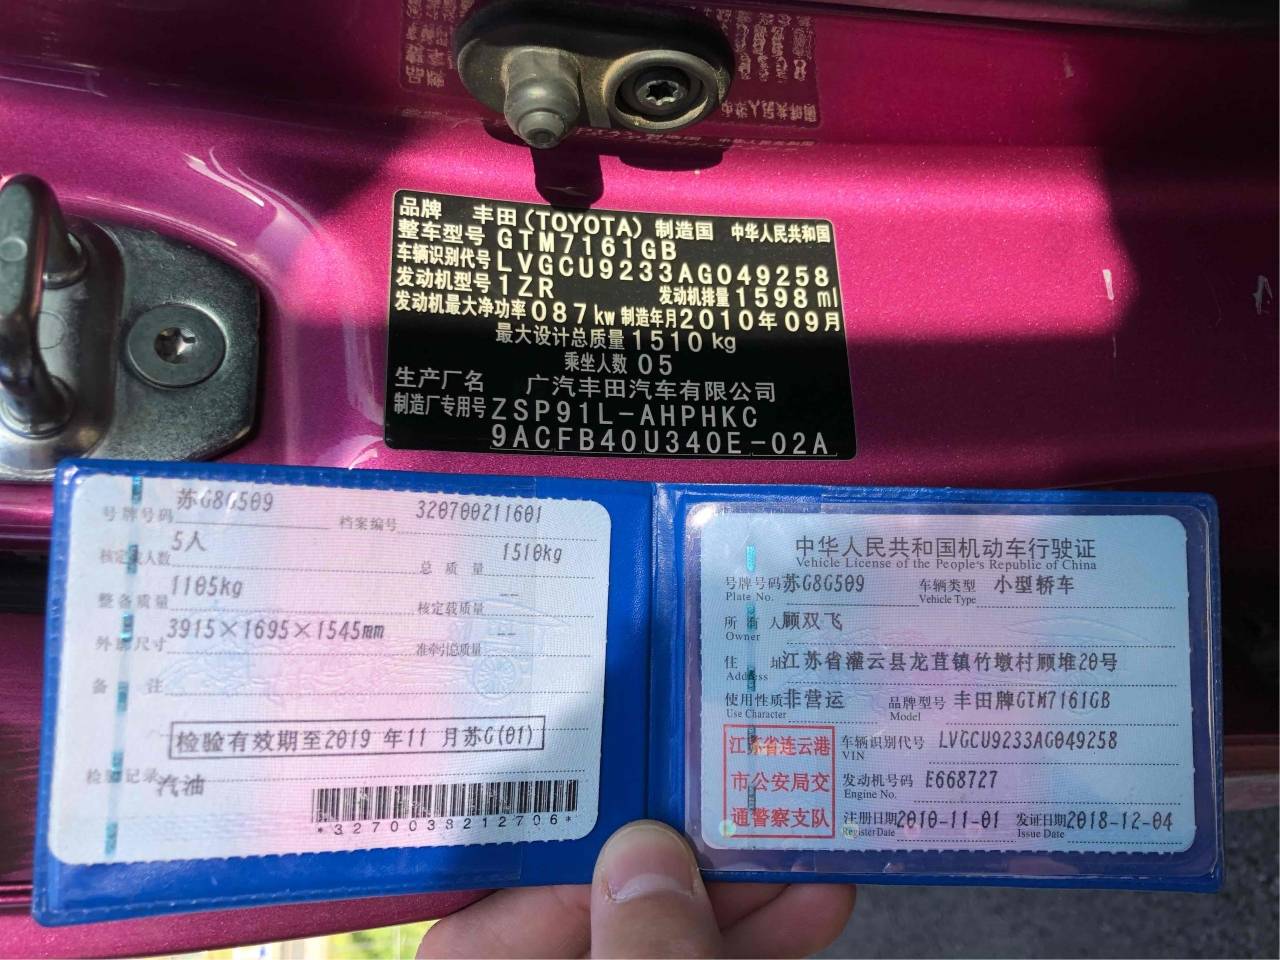 品牌 丰田(TOYOTA) 制造国 中华人民共和国
整车型号 GTM7161GB
车辆识别代号 LVGCU9233AG049258
发动机型号 1ZR 发动机排量 1598 ml
发动机最大净功率 087 kw 制造年月 2010年09月
最大设计总质量 1510 kg
乘坐人数 05
生产厂名 广汽丰田汽车有限公司
制造厂专用号 ZSP91L-AHPHKC
9ACFB40U340E-02A
号牌号码 苏G8G509 档案编号 320700211601
核定载人数 5人 总质量 1510kg
整备质量 1105kg 核定载质量 --
外廓尺寸 3915×1695×1545mm 准牵引总质量 --
备注
检验有效期至2019年11月苏G(01)
检验记录 汽油
*3270038212706*
中华人民共和国机动车行驶证
Vehicle License of the People's Republic of China
号牌号码 苏G8G509 车辆类型 小型轿车
Plate No. Vehicle Type
所有人 顾双飞
Owner
住址 江苏省灌云县龙苴镇竹墩村顾堆20号
Address
使用性质 非营运 品牌型号 丰田牌GTM7161GB
Use Character Model
江苏省连云港
市公安局交
通警察支队
车辆识别代号 LVGCU9233AG049258
VIN
发动机号码 E668727
Engine No.
注册日期 2010-11-01 发证日期 2018-12-04
Register Date Issue Date